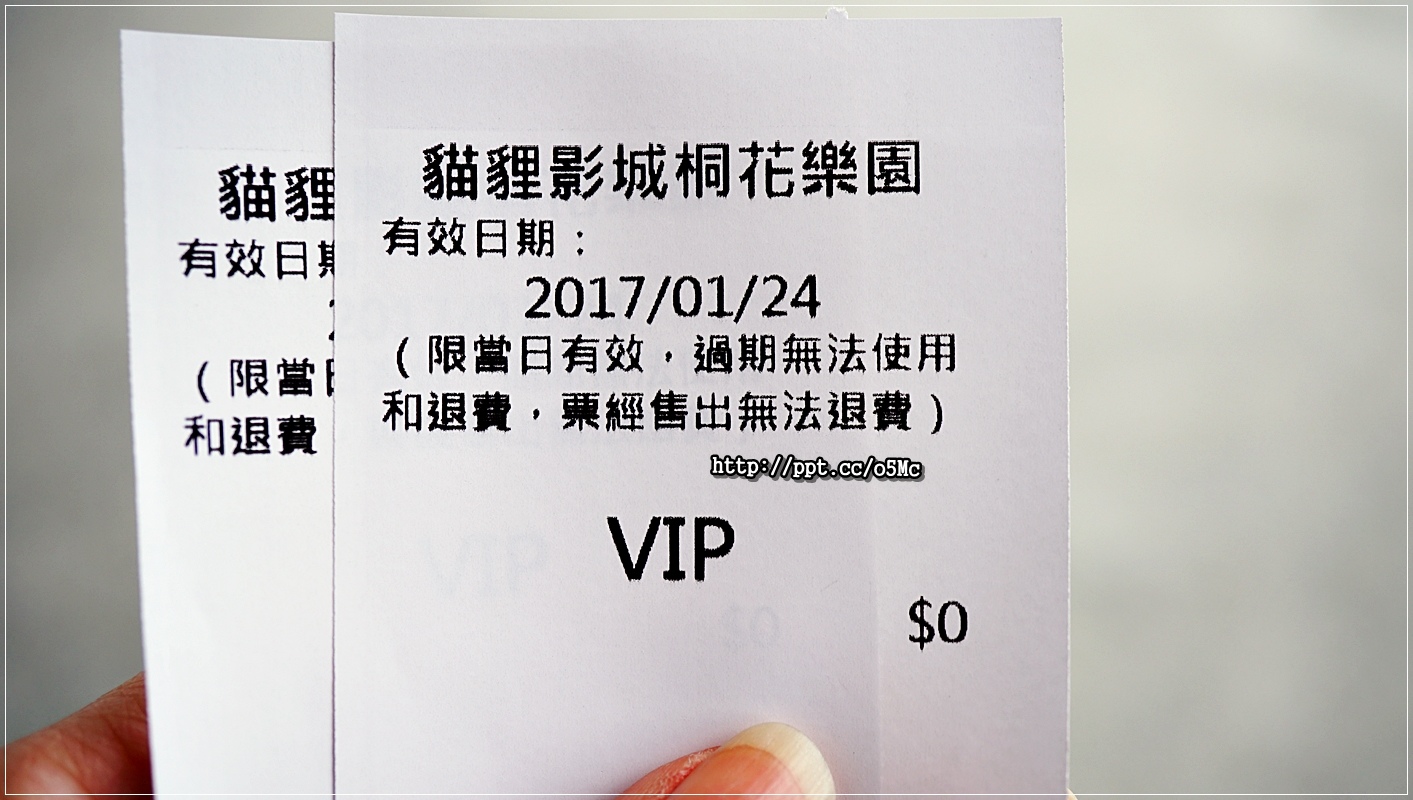 貓貍影城桐花樂園
有效日期：
2017/01/24
（限當日有效，過期無法使用
和退費，票經售出無法退費）
http://ppt.cc/o5Mc
VIP
$0
貓貍
有效日期
（限當日
和退費